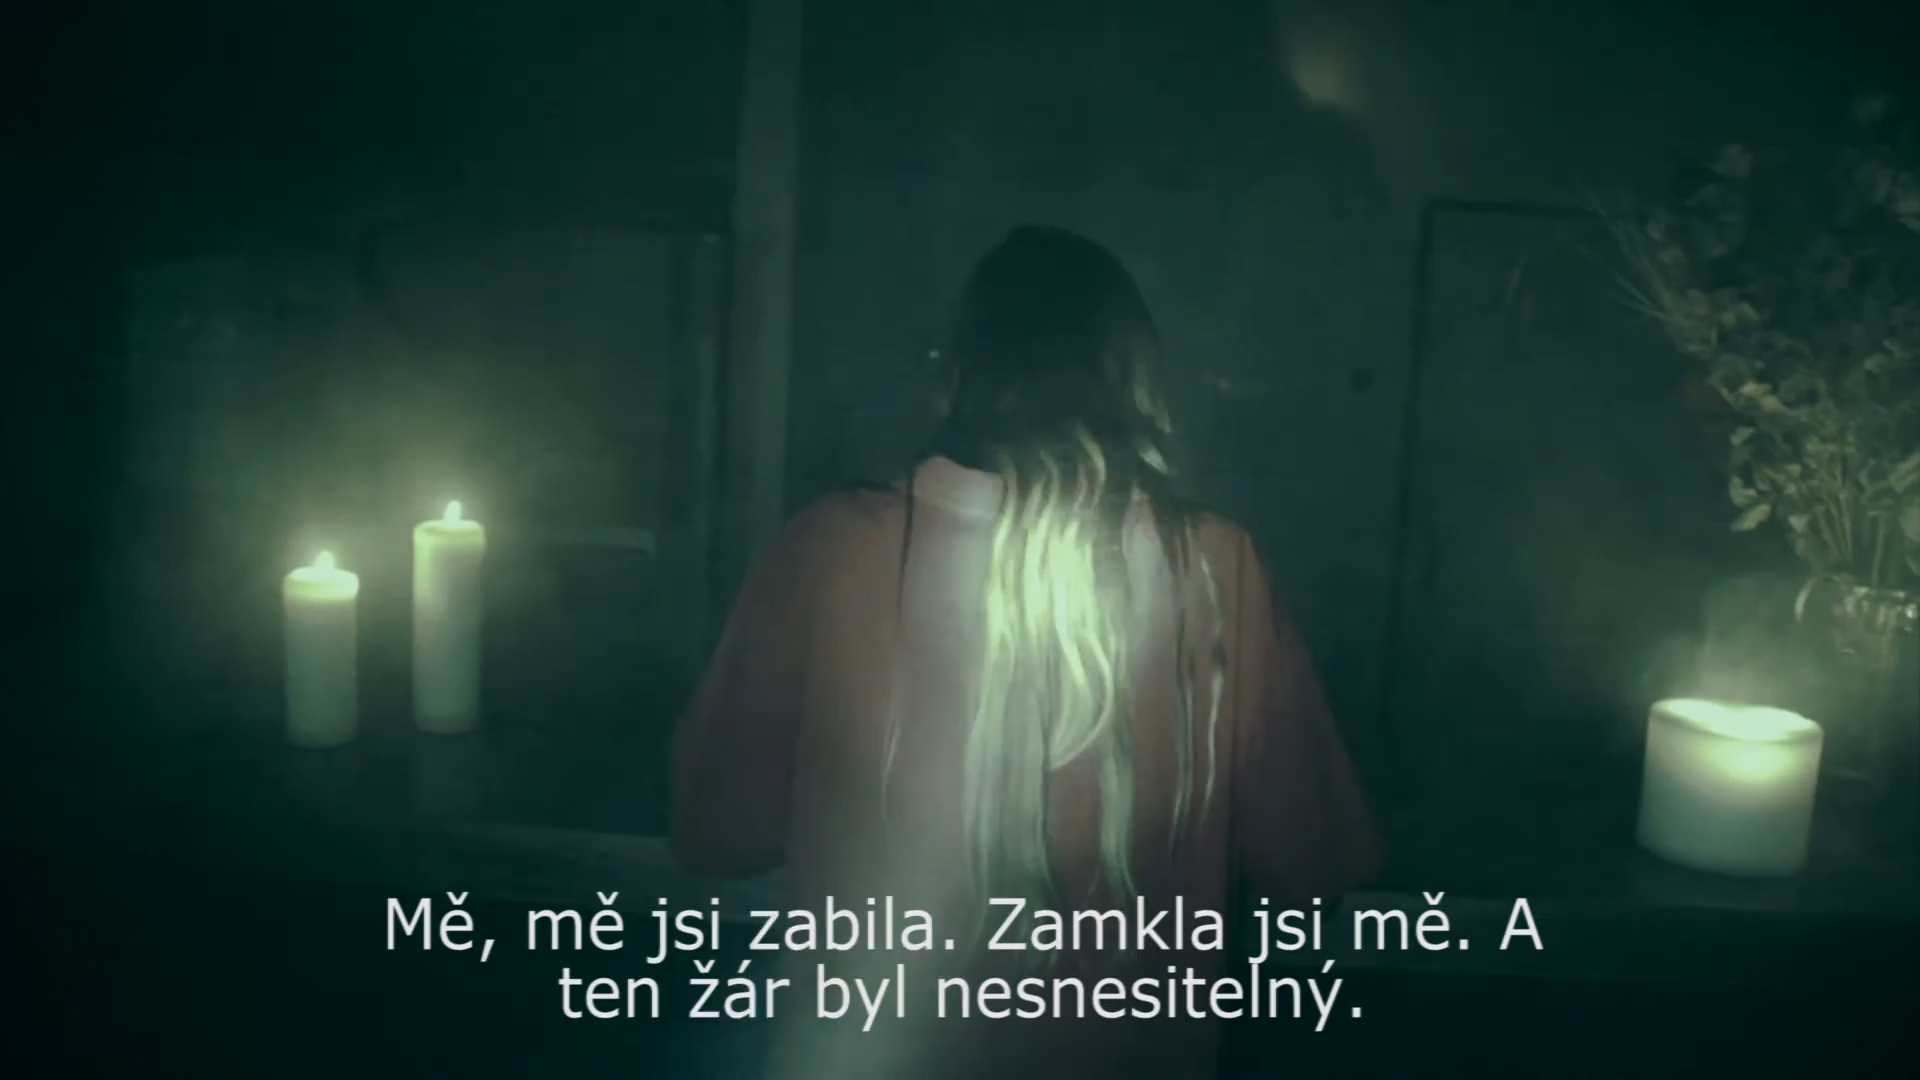 Mě, mě jsi zabila. Zamkla jsi mě. A
ten žár byl nesnesitelný.